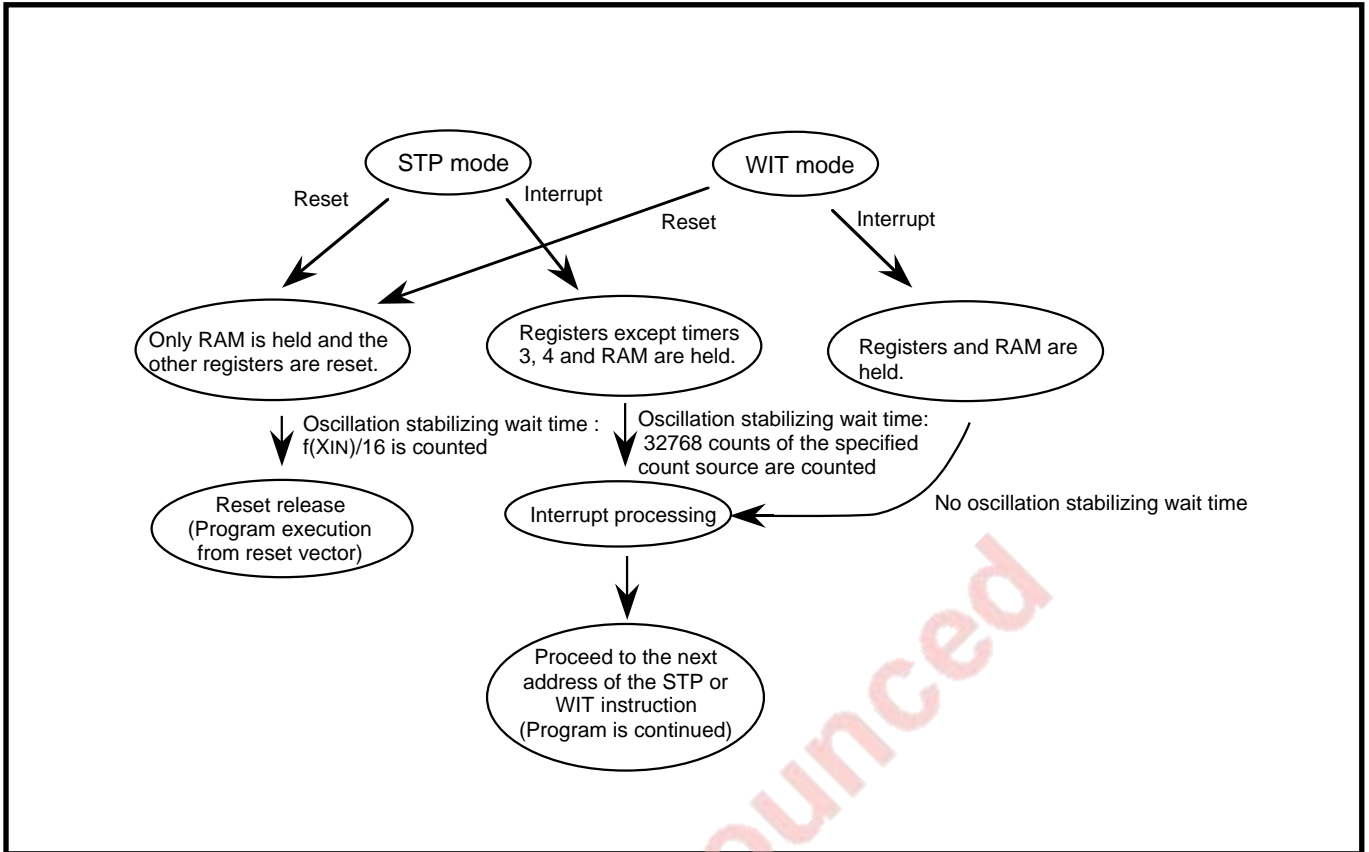 STP mode
WIT mode
Reset
Interrupt
Reset
Interrupt
Only RAM is held and the
other registers are reset.
Registers except timers
3, 4 and RAM are held.
Registers and RAM are
held.
Oscillation stabilizing wait time :
f(XIN)/16 is counted
Oscillation stabilizing wait time:
32768 counts of the specified
count source are counted
No oscillation stabilizing wait time
Reset release
(Program execution
from reset vector)
Interrupt processing
Proceed to the next
address of the STP or
WIT instruction
(Program is continued)
ounced